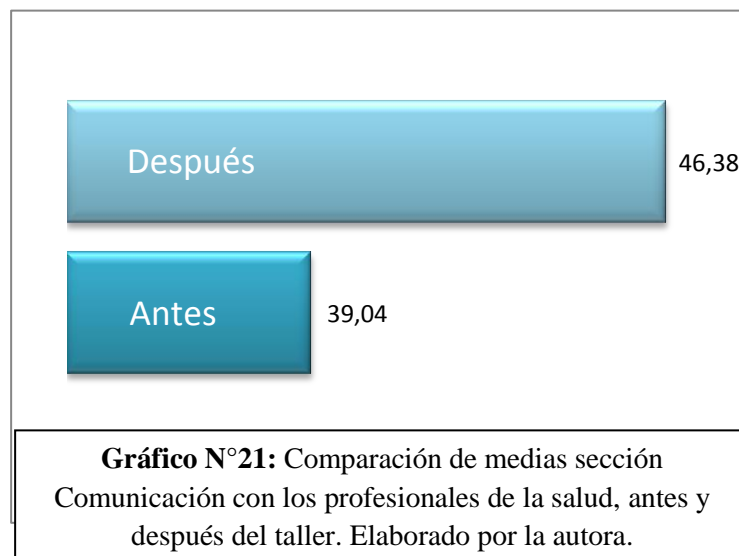 Después
46,38
Antes
39,04
Gráfico N°21: Comparación de medias sección
Comunicación con los profesionales de la salud, antes y
después del taller. Elaborado por la autora.